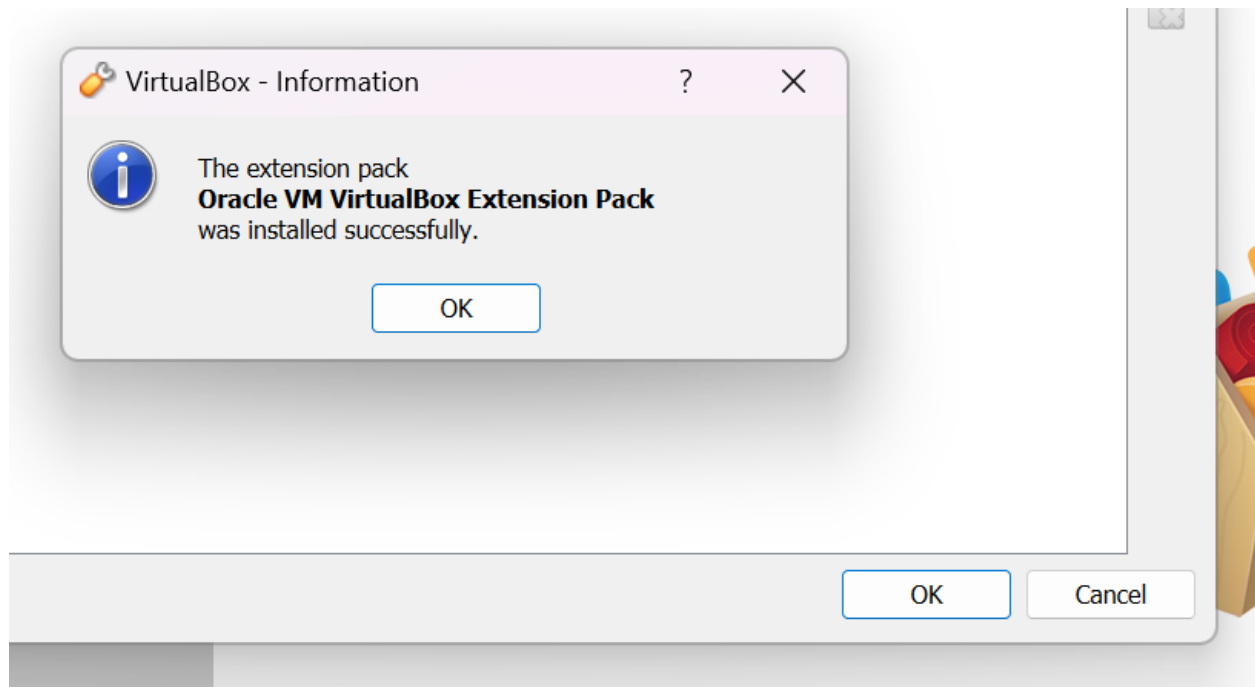 VirtualBox - Information
The extension pack
Oracle VM VirtualBox Extension Pack
was installed successfully.
OK
OK Cancel